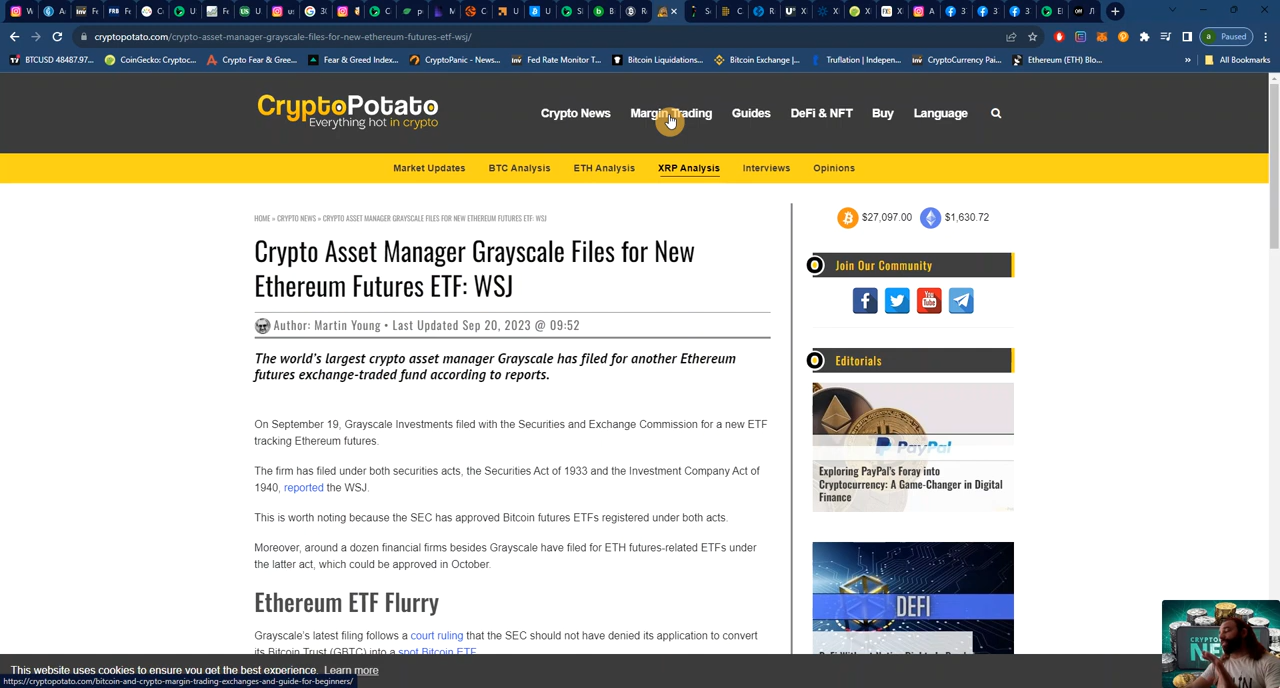 cryptopotato.com/crypto-asset-manager-grayscale-files-for-new-ethereum-futures-etf-wsj/
Paused
BTCUSD 48487.97...
CoinGecko: Cryptoc...
Crypto Fear & Gree...
Fear & Greed Index...
CryptoPanic - News...
Fed Rate Monitor T...
Bitcoin Liquidations...
Bitcoin Exchange |...
Truflation | Indepen...
CryptoCurrency Pai...
Ethereum (ETH) Blo...
All Bookmarks
CryptoPotato
Everything hot in crypto
Crypto News
Margin Trading
Guides
DeFi & NFT
Buy
Language
Market Updates
BTC Analysis
ETH Analysis
XRP Analysis
Interviews
Opinions
HOME » CRYPTO NEWS » CRYPTO ASSET MANAGER GRAYSCALE FILES FOR NEW ETHEREUM FUTURES ETF: WSJ
Crypto Asset Manager Grayscale Files for New
Ethereum Futures ETF: WSJ
Author: Martin Young • Last Updated Sep 20, 2023 @ 09:52
The world's largest crypto asset manager Grayscale has filed for another Ethereum
futures exchange-traded fund according to reports.
On September 19, Grayscale Investments filed with the Securities and Exchange Commission for a new ETF
tracking Ethereum futures.
The firm has filed under both securities acts, the Securities Act of 1933 and the Investment Company Act of
1940, reported the WSJ.
This is worth noting because the SEC has approved Bitcoin futures ETFs registered under both acts.
Moreover, around a dozen financial firms besides Grayscale have filed for ETH futures-related ETFs under
the latter act, which could be approved in October.
Ethereum ETF Flurry
Grayscale's latest filing follows a court ruling that the SEC should not have denied its application to convert
its Bitcoin Trust (GBTC) into a spot Bitcoin ETF.
$27,097.00
$1,630.72
Join Our Community
Editorials
PayPal
Exploring PayPal's Foray into
Cryptocurrency: A Game-Changer in Digital
Finance
DEFI
This website uses cookies to ensure you get the best experience. Learn more
https://cryptopotato.com/bitcoin-and-crypto-margin-trading-exchanges-and-guide-for-beginners/